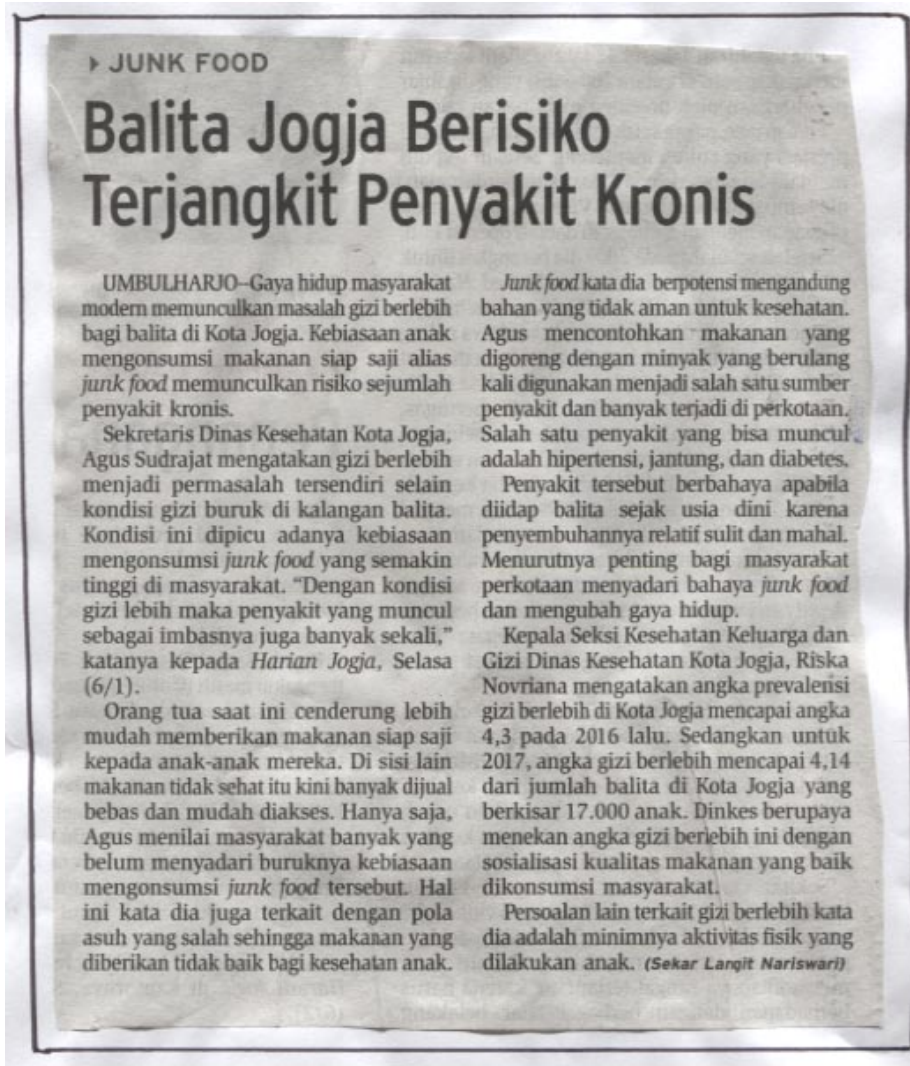 ▸ JUNK FOOD
Balita Jogja Berisiko
Terjangkit Penyakit Kronis
UMBULHARJO–Gaya hidup masyarakat
modern memunculkan masalah gizi berlebih
bagi balita di Kota Jogja. Kebiasaan anak
mengonsumsi makanan siap saji alias
junk food memunculkan risiko sejumlah
penyakit kronis.
Sekretaris Dinas Kesehatan Kota Jogja,
Agus Sudrajat mengatakan gizi berlebih
menjadi permasalah tersendiri selain
kondisi gizi buruk di kalangan balita.
Kondisi ini dipicu adanya kebiasaan
mengonsumsi junk food yang semakin
tinggi di masyarakat. “Dengan kondisi
gizi lebih maka penyakit yang muncul
sebagai imbasnya juga banyak sekali,”
katanya kepada Harian Jogja, Selasa
(6/1).
Orang tua saat ini cenderung lebih
mudah memberikan makanan siap saji
kepada anak-anak mereka. Di sisi lain
makanan tidak sehat itu kini banyak dijual
bebas dan mudah diakses. Hanya saja,
Agus menilai masyarakat banyak yang
belum menyadari buruknya kebiasaan
mengonsumsi junk food tersebut. Hal
ini kata dia juga terkait dengan pola
asuh yang salah sehingga makanan yang
diberikan tidak baik bagi kesehatan anak.
Junk food kata dia berpotensi mengandung
bahan yang tidak aman untuk kesehatan.
Agus mencontohkan makanan yang
digoreng dengan minyak yang berulang
kali digunakan menjadi salah satu sumber
penyakit dan banyak terjadi di perkotaan.
Salah satu penyakit yang bisa muncul
adalah hipertensi, jantung, dan diabetes.
Penyakit tersebut berbahaya apabila
diidap balita sejak usia dini karena
penyembuhannya relatif sulit dan mahal.
Menurutnya penting bagi masyarakat
perkotaan menyadari bahaya junk food
dan mengubah gaya hidup.
Kepala Seksi Kesehatan Keluarga dan
Gizi Dinas Kesehatan Kota Jogja, Riska
Novriana mengatakan angka prevalensi
gizi berlebih di Kota Jogja mencapai angka
4,3 pada 2016 lalu. Sedangkan untuk
2017, angka gizi berlebih mencapai 4,14
dari jumlah balita di Kota Jogja yang
berkisar 17.000 anak. Dinkes berupaya
menekan angka gizi berlebih ini dengan
sosialisasi kualitas makanan yang baik
dikonsumsi masyarakat.
Persoalan lain terkait gizi berlebih kata
dia adalah minimnya aktivitas fisik yang
dilakukan anak. (Sekar Langit Nariswari)